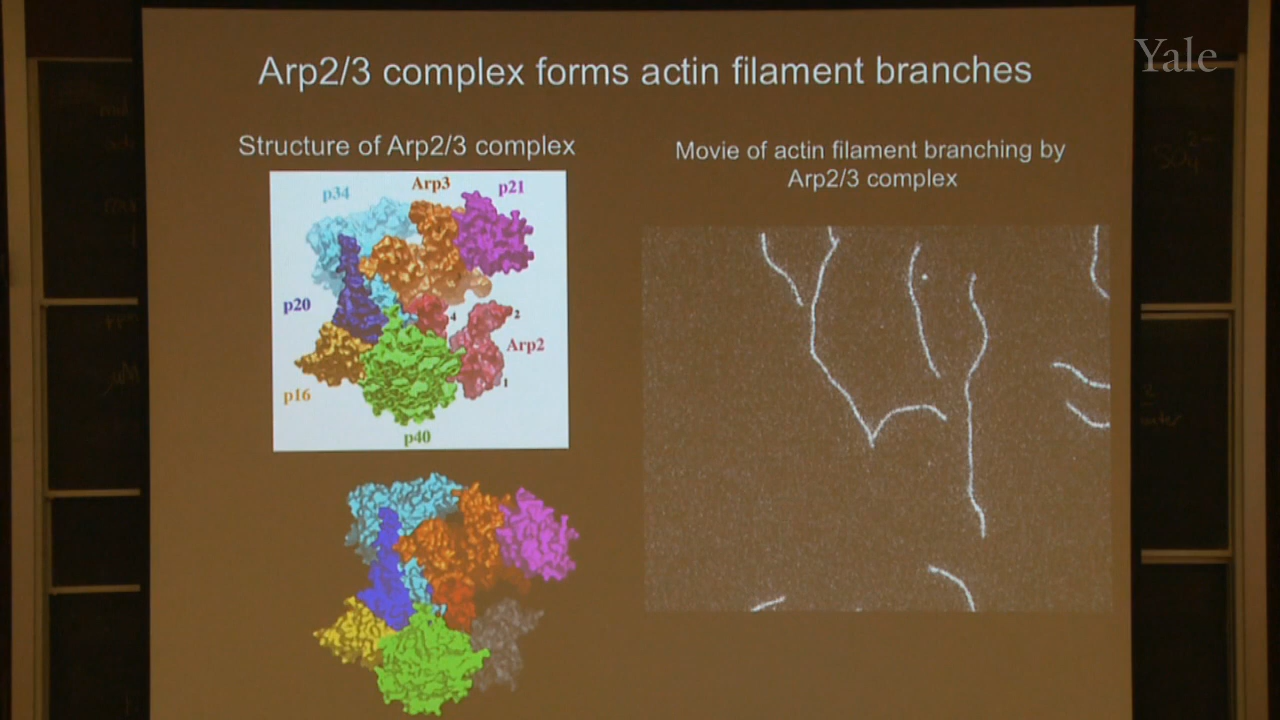 Yale
Arp2/3 complex forms actin filament branches
Structure of Arp2/3 complex
Movie of actin filament branching by
Arp2/3 complex
p34
Arp3
p21
p20
4
2
Arp2
1
p16
p40